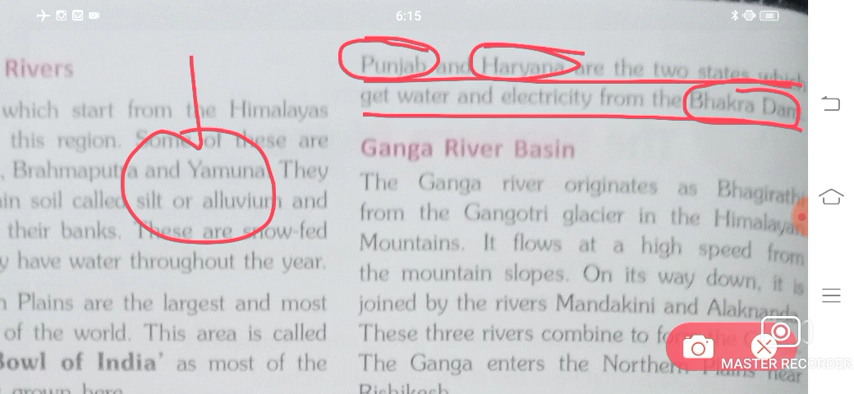 6:15
Rivers
which start from the Himalayas
this region. Some of these are
, Brahmaputra and Yamuna. They
in soil called silt or alluvium and
their banks. These are snow-fed
y have water throughout the year.
Plains are the largest and most
of the world. This area is called
Bowl of India' as most of the
grown here
Punjab and Haryana are the two states which
get water and electricity from the Bhakra Dam
Ganga River Basin
The Ganga river originates as Bhagirathi
from the Gangotri glacier in the Himalayan
Mountains. It flows at a high speed from
the mountain slopes. On its way down, it is
joined by the rivers Mandakini and Alaknanda
These three rivers combine to
The Ganga enters the Northern Plains near
Rishikesh
MASTER RECORDER